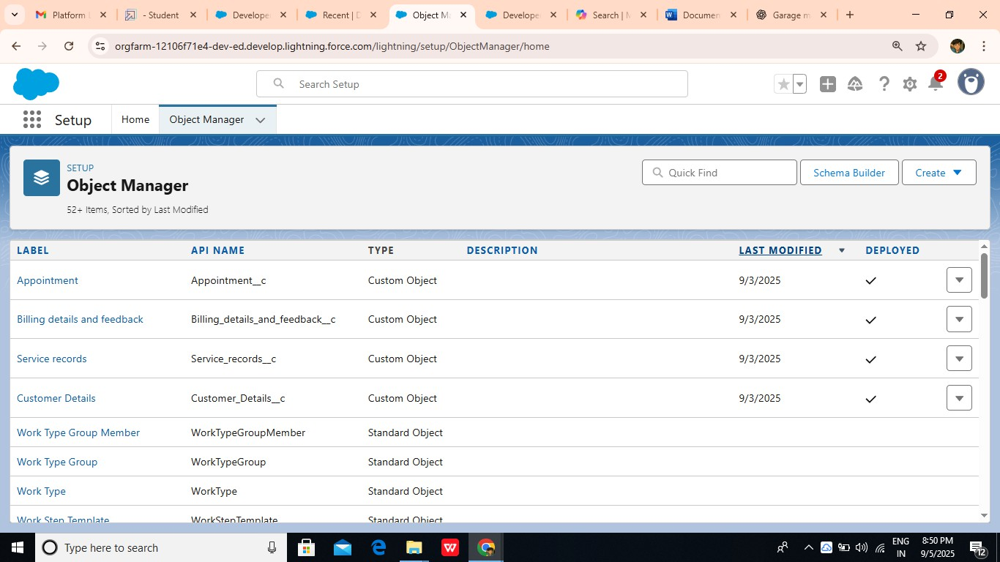 Platform L
- Student
Develope
Recent | D
Object Ma
Develope
Search | M
Documen
Garage m
orgfarm-12106f71e4-dev-ed.develop.lightning.force.com/lightning/setup/ObjectManager/home
Search Setup
2
Setup Home Object Manager
SETUP
Object Manager
52+ Items, Sorted by Last Modified
Quick Find
Schema Builder
Create
LABEL API NAME TYPE DESCRIPTION LAST MODIFIED DEPLOYED
Appointment Appointment__c Custom Object 9/3/2025
Billing details and feedback Billing_details_and_feedback__c Custom Object 9/3/2025
Service records Service_records__c Custom Object 9/3/2025
Customer Details Customer_Details__c Custom Object 9/3/2025
Work Type Group Member WorkTypeGroupMember Standard Object
Work Type Group WorkTypeGroup Standard Object
Work Type WorkType Standard Object
Work Step Template WorkStepTemplate Standard Object
Type here to search
ENG
IN
8:50 PM
9/5/2025
12